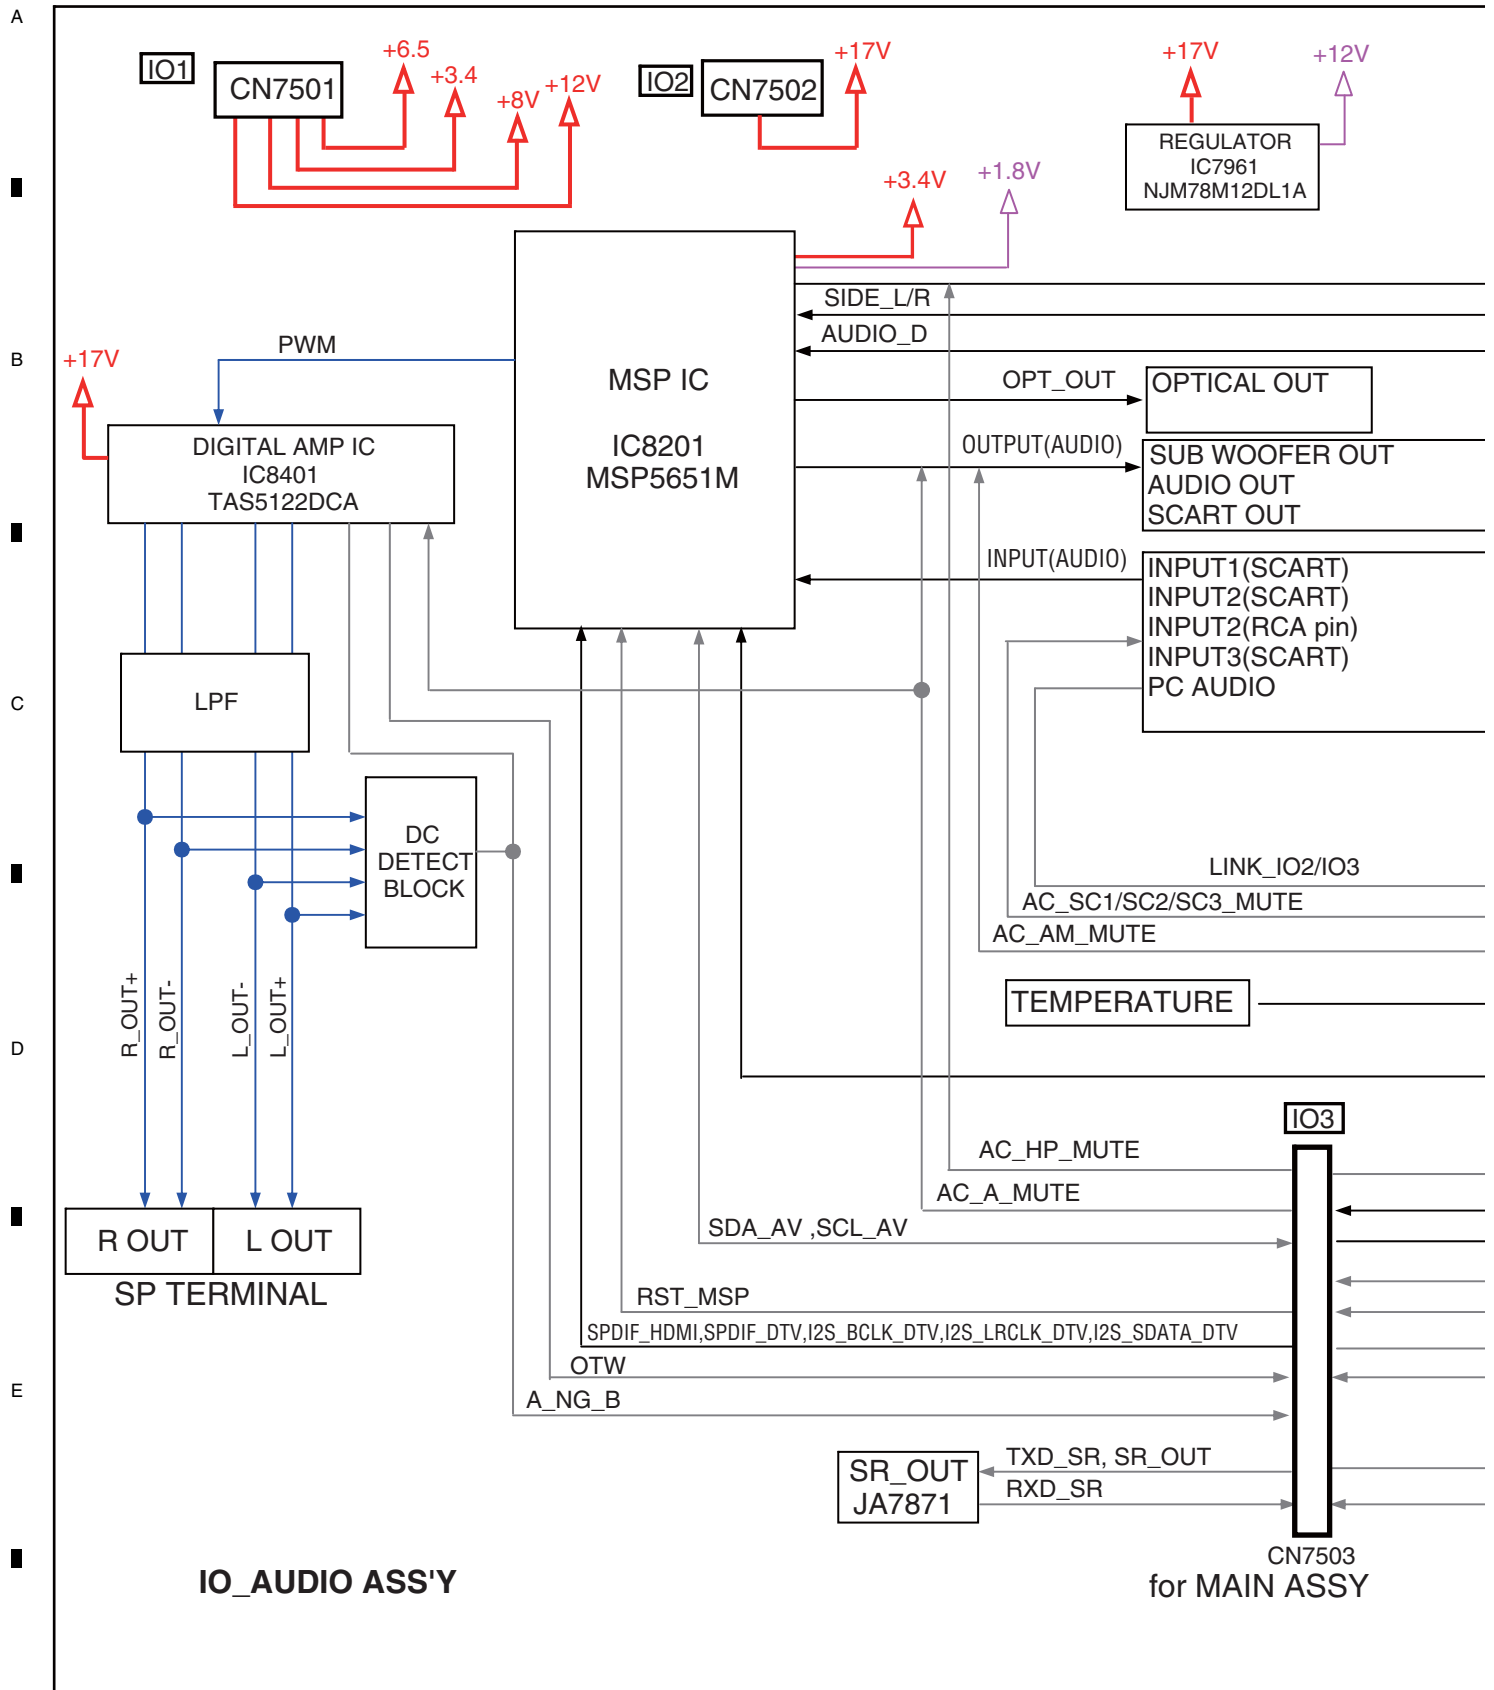 A
IO1
CN7501
+6.5
+3.4
+8V
+12V
IO2
CN7502
+17V
+17V
+12V
REGULATOR
IC7961
NJM78M12DL1A
+3.4V
+1.8V
SIDE_L/R
AUDIO_D
B
+17V
PWM
MSP IC
IC8201
MSP5651M
OPT_OUT
OPTICAL OUT
DIGITAL AMP IC
IC8401
TAS5122DCA
OUTPUT(AUDIO)
SUB WOOFER OUT
AUDIO OUT
SCART OUT
INPUT(AUDIO)
INPUT1(SCART)
INPUT2(SCART)
INPUT2(RCA pin)
INPUT3(SCART)
PC AUDIO
C
LPF
DC
DETECT
BLOCK
LINK_IO2/IO3
AC_SC1/SC2/SC3_MUTE
AC_AM_MUTE
TEMPERATURE
D
R_OUT+
R_OUT-
L_OUT-
L_OUT+
IO3
AC_HP_MUTE
AC_A_MUTE
SDA_AV ,SCL_AV
R OUT
L OUT
SP TERMINAL
RST_MSP
SPDIF_HDMI,SPDIF_DTV,I2S_BCLK_DTV,I2S_LRCLK_DTV,I2S_SDATA_DTV
OTW
E
A_NG_B
SR_OUT
JA7871
TXD_SR, SR_OUT
RXD_SR
CN7503
for MAIN ASSY
IO_AUDIO ASS'Y